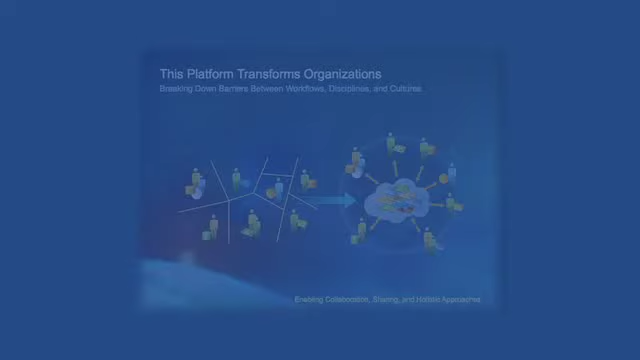 This Platform Transforms Organizations
Breaking Down Barriers Between Workflows, Disciplines, and Cultures
Enabling Collaboration, Sharing, and Holistic Approaches